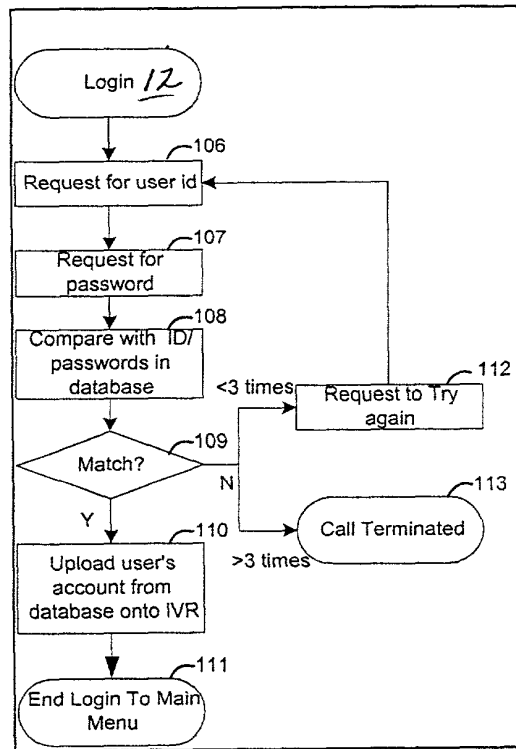 Login 12
106
Request for user id
107
Request for
password
108
Compare with ID/
passwords in
database
<3 times
112
Request to Try
again
109
Match?
N
Y
113
Call Terminated
>3 times
110
Upload user's
account from
database onto IVR
111
End Login To Main
Menu